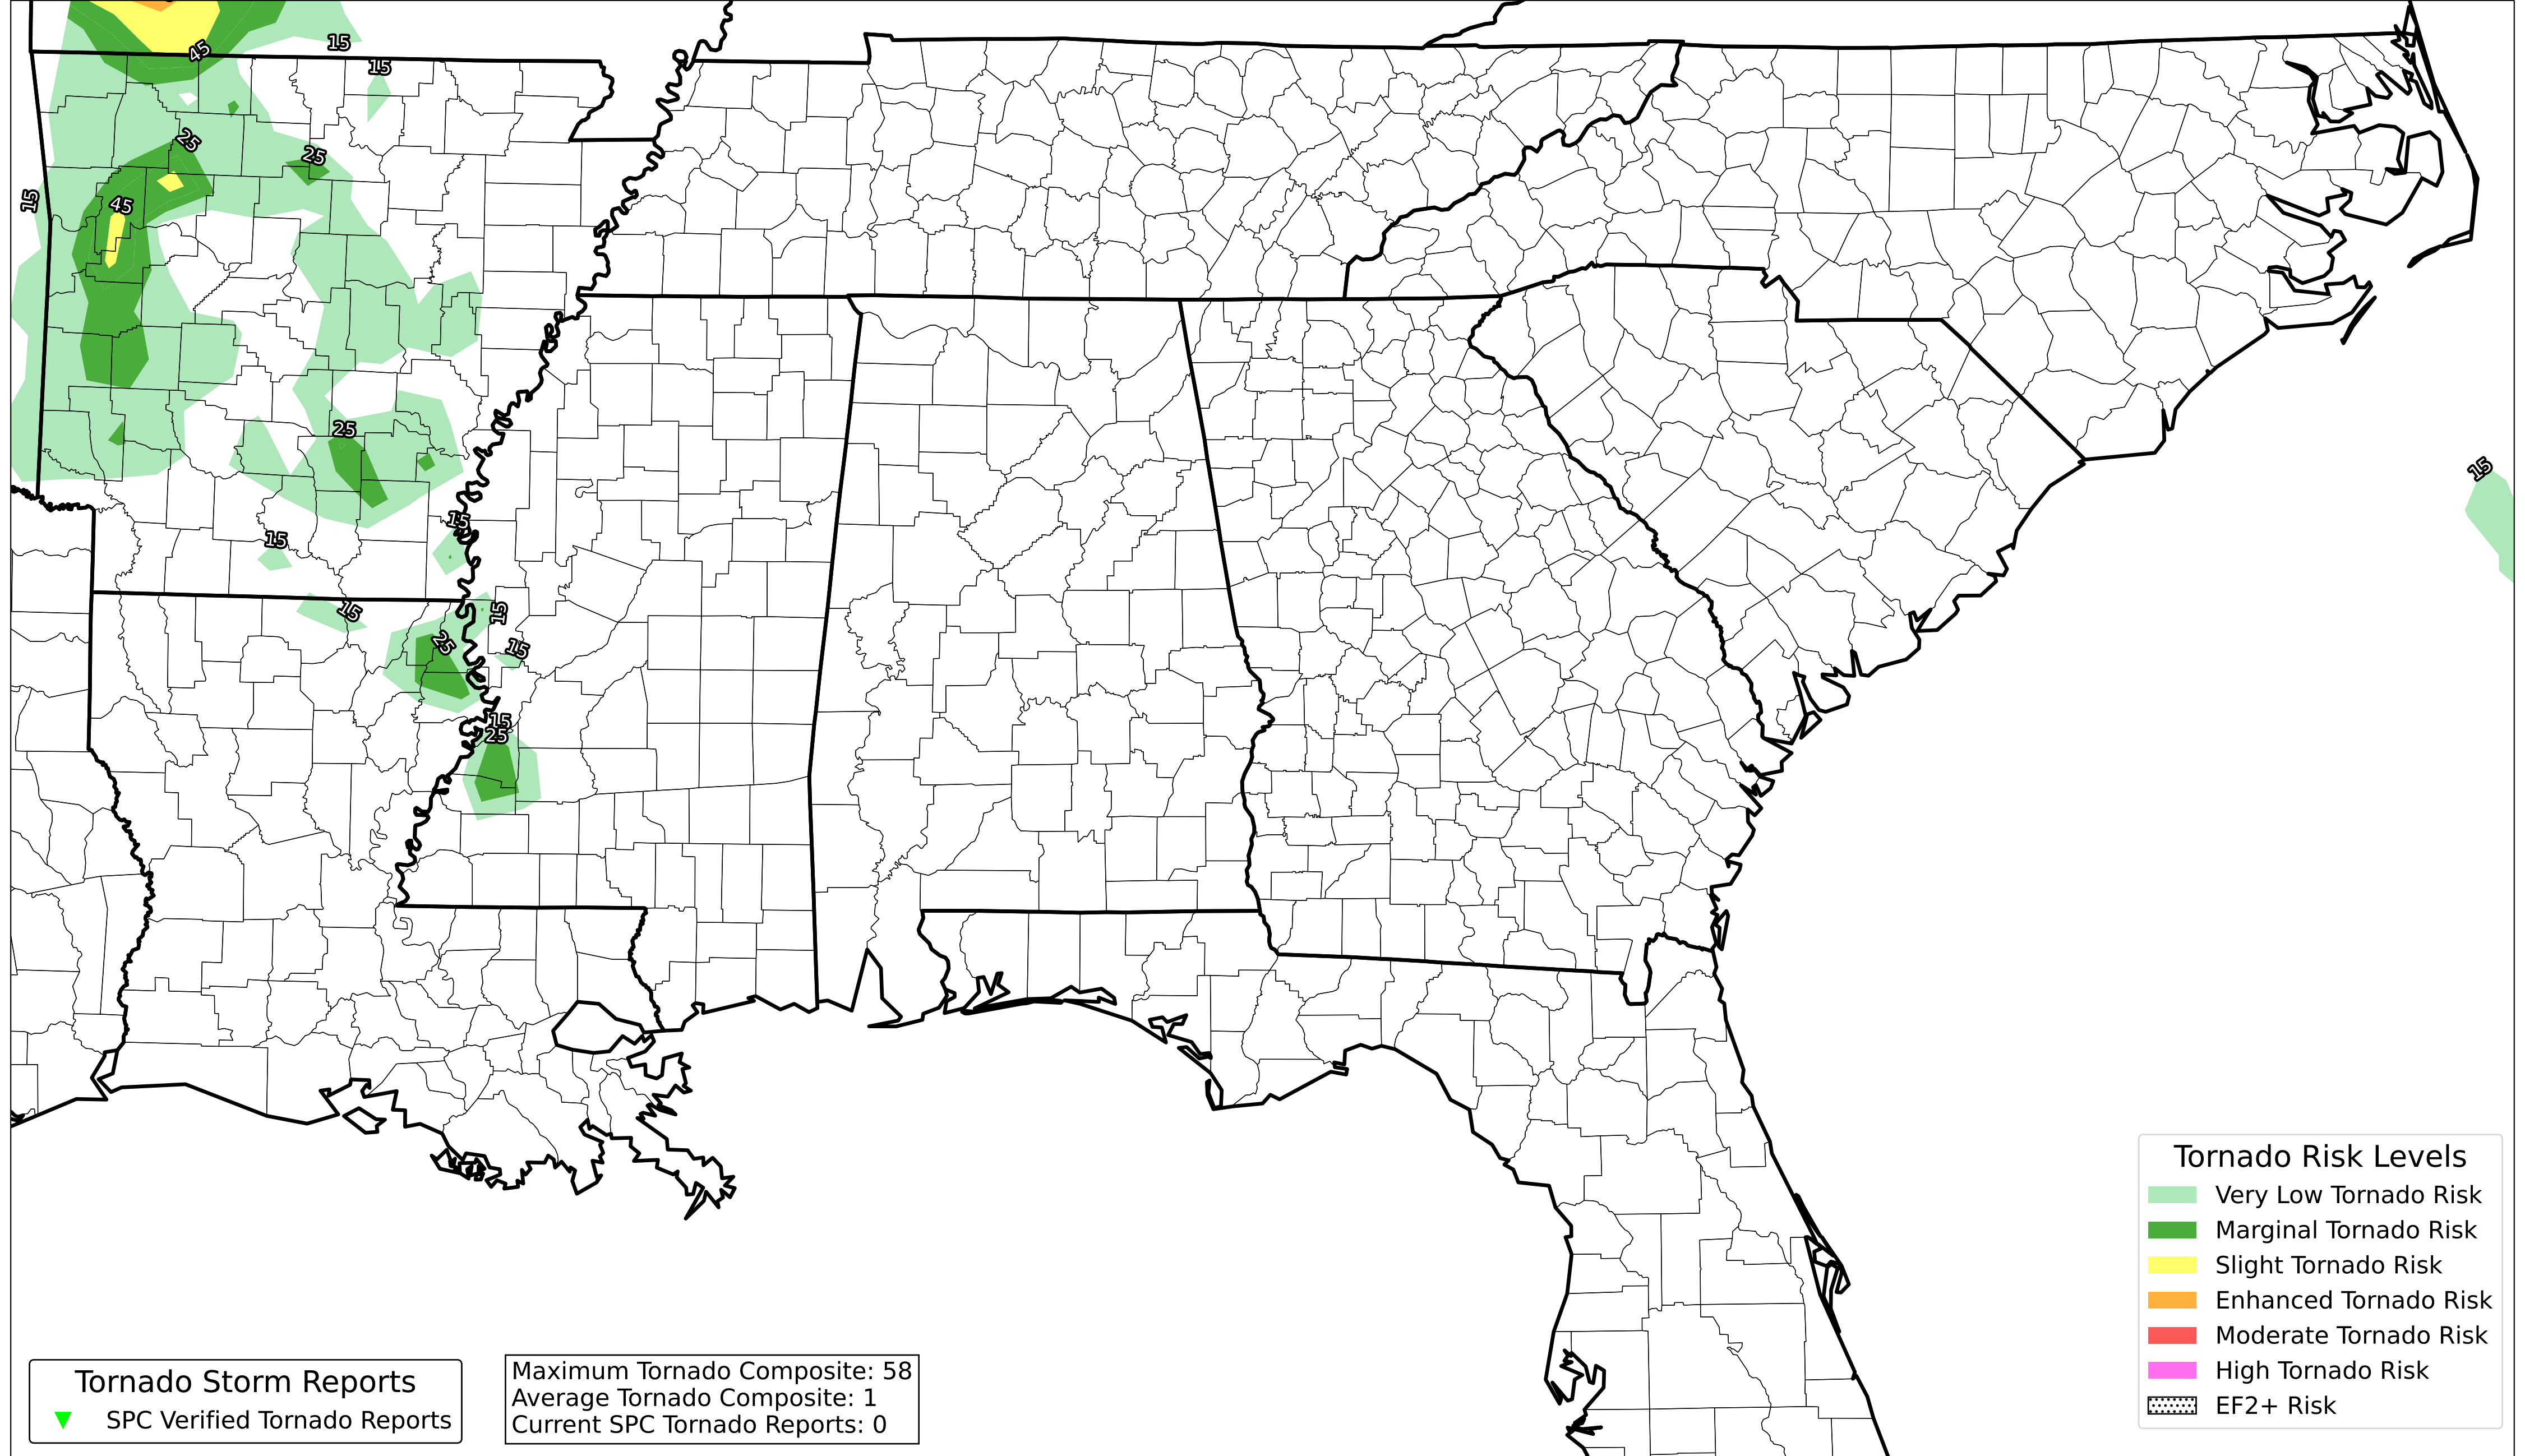 45
15
15
25
25
15
45
25
15
15
15
15
15
25
15
15
25
Tornado Risk Levels
Very Low Tornado Risk
Marginal Tornado Risk
Slight Tornado Risk
Enhanced Tornado Risk
Moderate Tornado Risk
High Tornado Risk
EF2+ Risk
Tornado Storm Reports
SPC Verified Tornado Reports
Maximum Tornado Composite: 58
Average Tornado Composite: 1
Current SPC Tornado Reports: 0